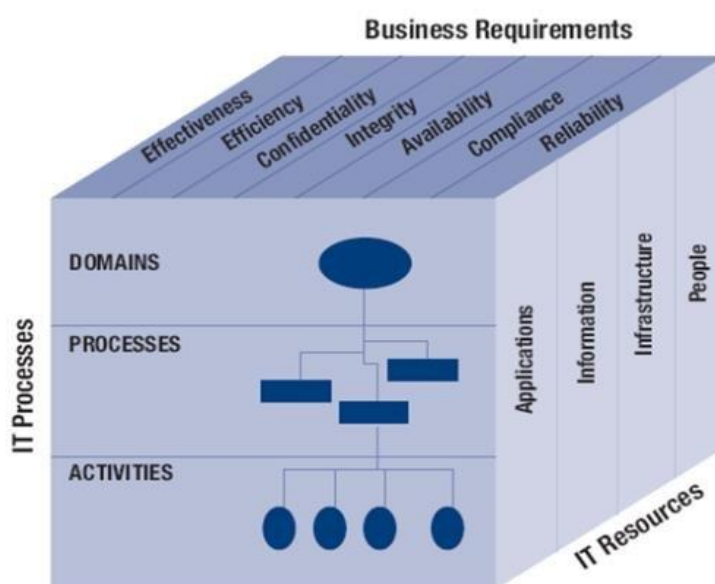 Business Requirements
Effectiveness
Efficiency
Confidentiality
Integrity
Availability
Compliance
Reliability
IT Processes
DOMAINS
PROCESSES
ACTIVITIES
Applications
Information
Infrastructure
People
IT Resources